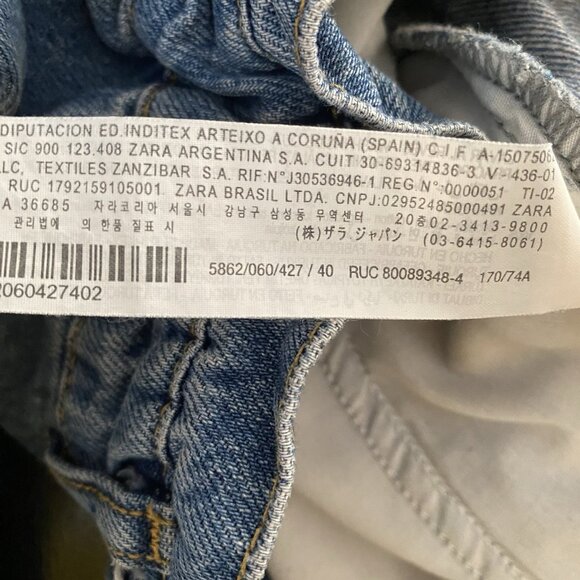 DIPUTACION ED.INDITEX ARTEIXO A CORUÑA (SPAIN) C.I.F. A-1507506
SIC 900 123.408 ZARA ARGENTINA S.A. CUIT 30-69314836-3 V-436-01
LLC, TEXTILES ZANZIBAR S.A. RIF:N°J30536946-1 REG N°:0000051 TI-02
RUC 1792159105001. ZARA BRASIL LTDA. CNPJ:02952485000491 ZARA
A 36685 자라코리아 서울시 강남구 삼성동 무역센터 20층02-3413-9800
관리법에 의한 품질표시 (株)ザラ.ジャパン (03-6415-8061)
5862/060/427 / 40 RUC 80089348-4 170/74A
2060427402